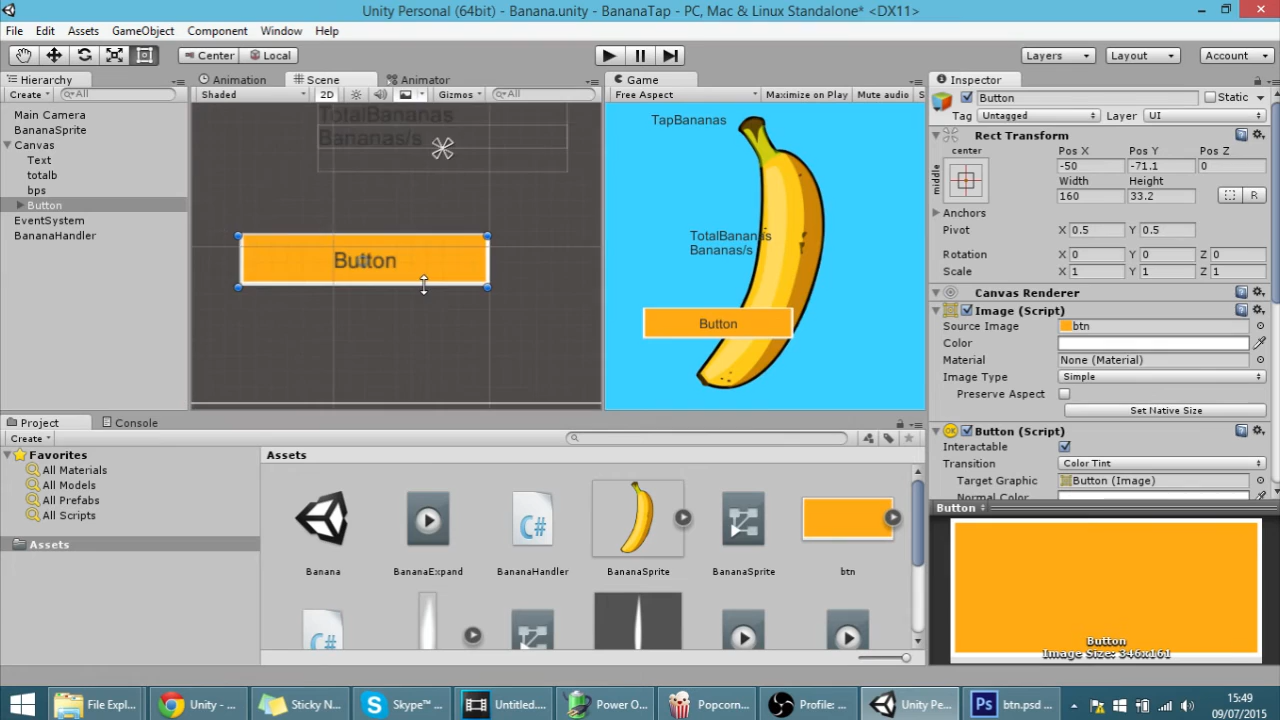 Unity Personal (64bit) - Banana.unity - BananaTap - PC, Mac & Linux Standalone* <DX11>
File Edit Assets GameObject Component Window Help
Center Local Layers Layout Account
Hierarchy Animation Scene Animator Game Inspector
Create All Shaded 2D Gizmos All Free Aspect Maximize on Play Mute audio S
Main Camera
BananaSprite
Canvas
Text
totalb
bps
Button
EventSystem
BananaHandler
TotalBananas
Bananas/s
Button
TapBananas
TotalBananas
Bananas/s
Button
Button Static
Tag Untagged Layer UI
Rect Transform
center Pos X Pos Y Pos Z
middle -50 -71.1 0
Width Height
160 33.2 R
Anchors
Pivot X 0.5 Y 0.5
Rotation X 0 Y 0 Z 0
Scale X 1 Y 1 Z 1
Canvas Renderer
Image (Script)
Source Image btn
Color
Material None (Material)
Image Type Simple
Preserve Aspect
Set Native Size
Button (Script)
Interactable
Transition Color Tint
Target Graphic Button (Image)
Normal Color
Button
Button
Image Size: 346x161
Project Console
Create
Favorites
All Materials
All Models
All Prefabs
All Scripts
Assets
Assets
C#
Banana BananaExpand BananaHandler BananaSprite BananaSprite btn
C#
File Expl... Unity - ... Sticky N... Skype™ ... Untitled.... Power O... Popcorn... Profile: ... Unity Pe... Ps btn.psd ...
15:49
09/07/2015